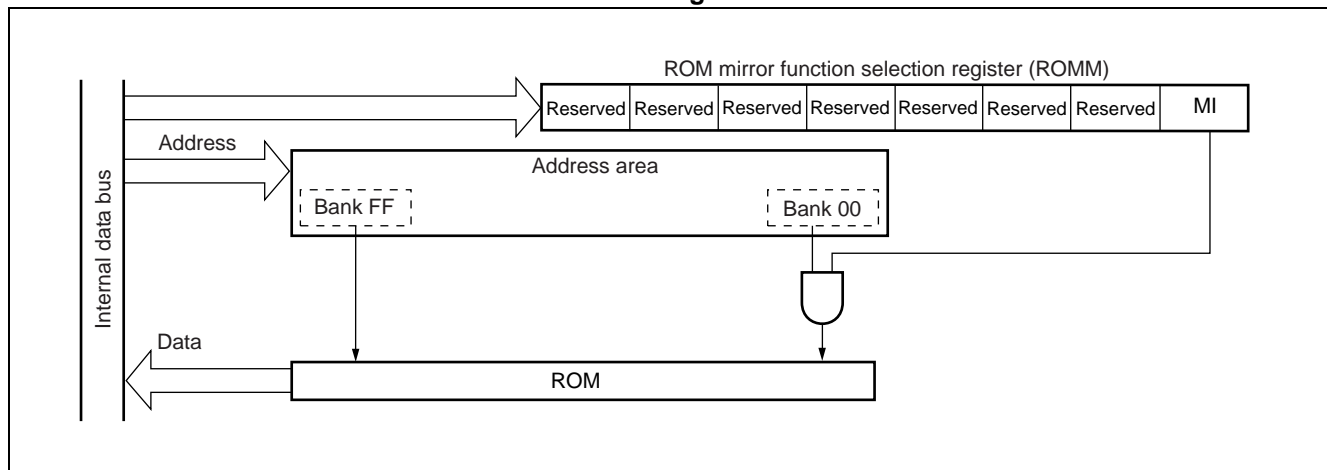 ROM mirror function selection register (ROMM)
Reserved Reserved Reserved Reserved Reserved Reserved Reserved MI
Address
Address area
Bank FF Bank 00
Internal data bus
Data
ROM